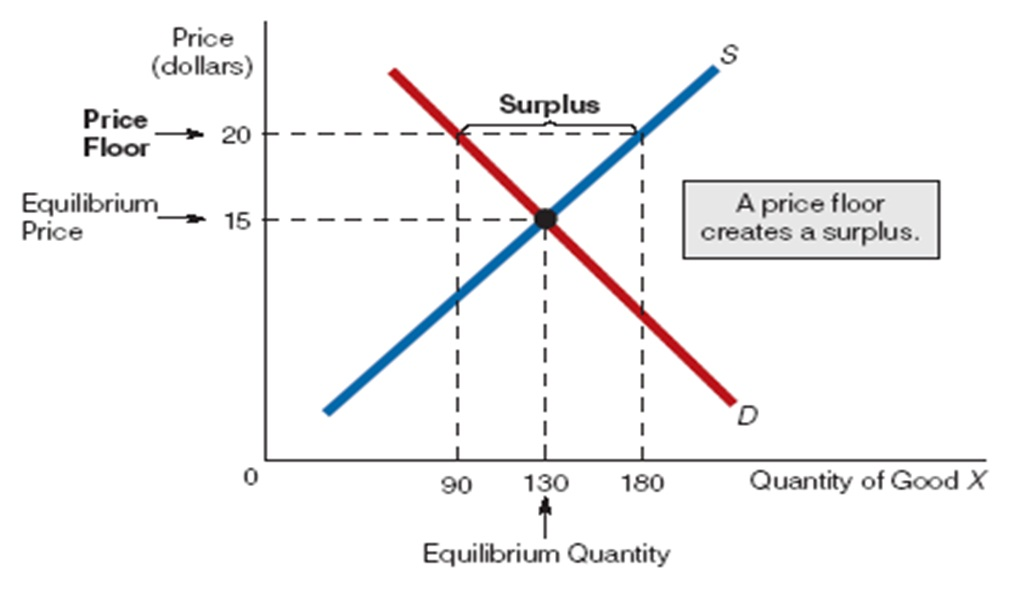 Price
(dollars)
S
Surplus
Price
Floor
20
Equilibrium
Price
15
A price floor
creates a surplus.
D
0
90
130
180
Quantity of Good X
Equilibrium Quantity